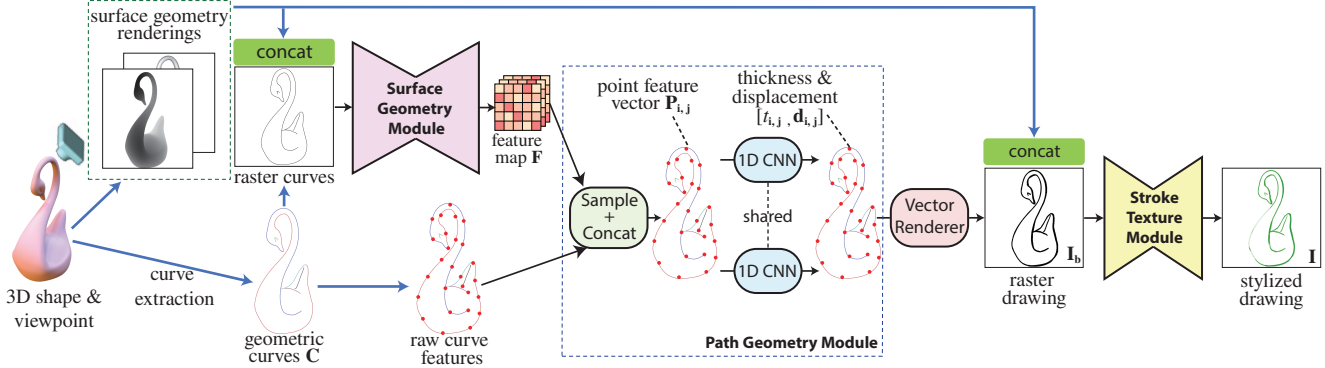 surface geometry
renderings
concat
raster curves
Surface
Geometry
Module
feature
map F
3D shape &
viewpoint
curve
extraction
geometric
curves C
raw curve
features
Sample
+
Concat
point feature
vector P_{i,j}
thickness &
displacement
[t_{i,j}, d_{i,j}]
1D CNN
shared
1D CNN
Path Geometry Module
Vector
Renderer
concat
I_b
raster
drawing
Stroke
Texture
Module
I
stylized
drawing